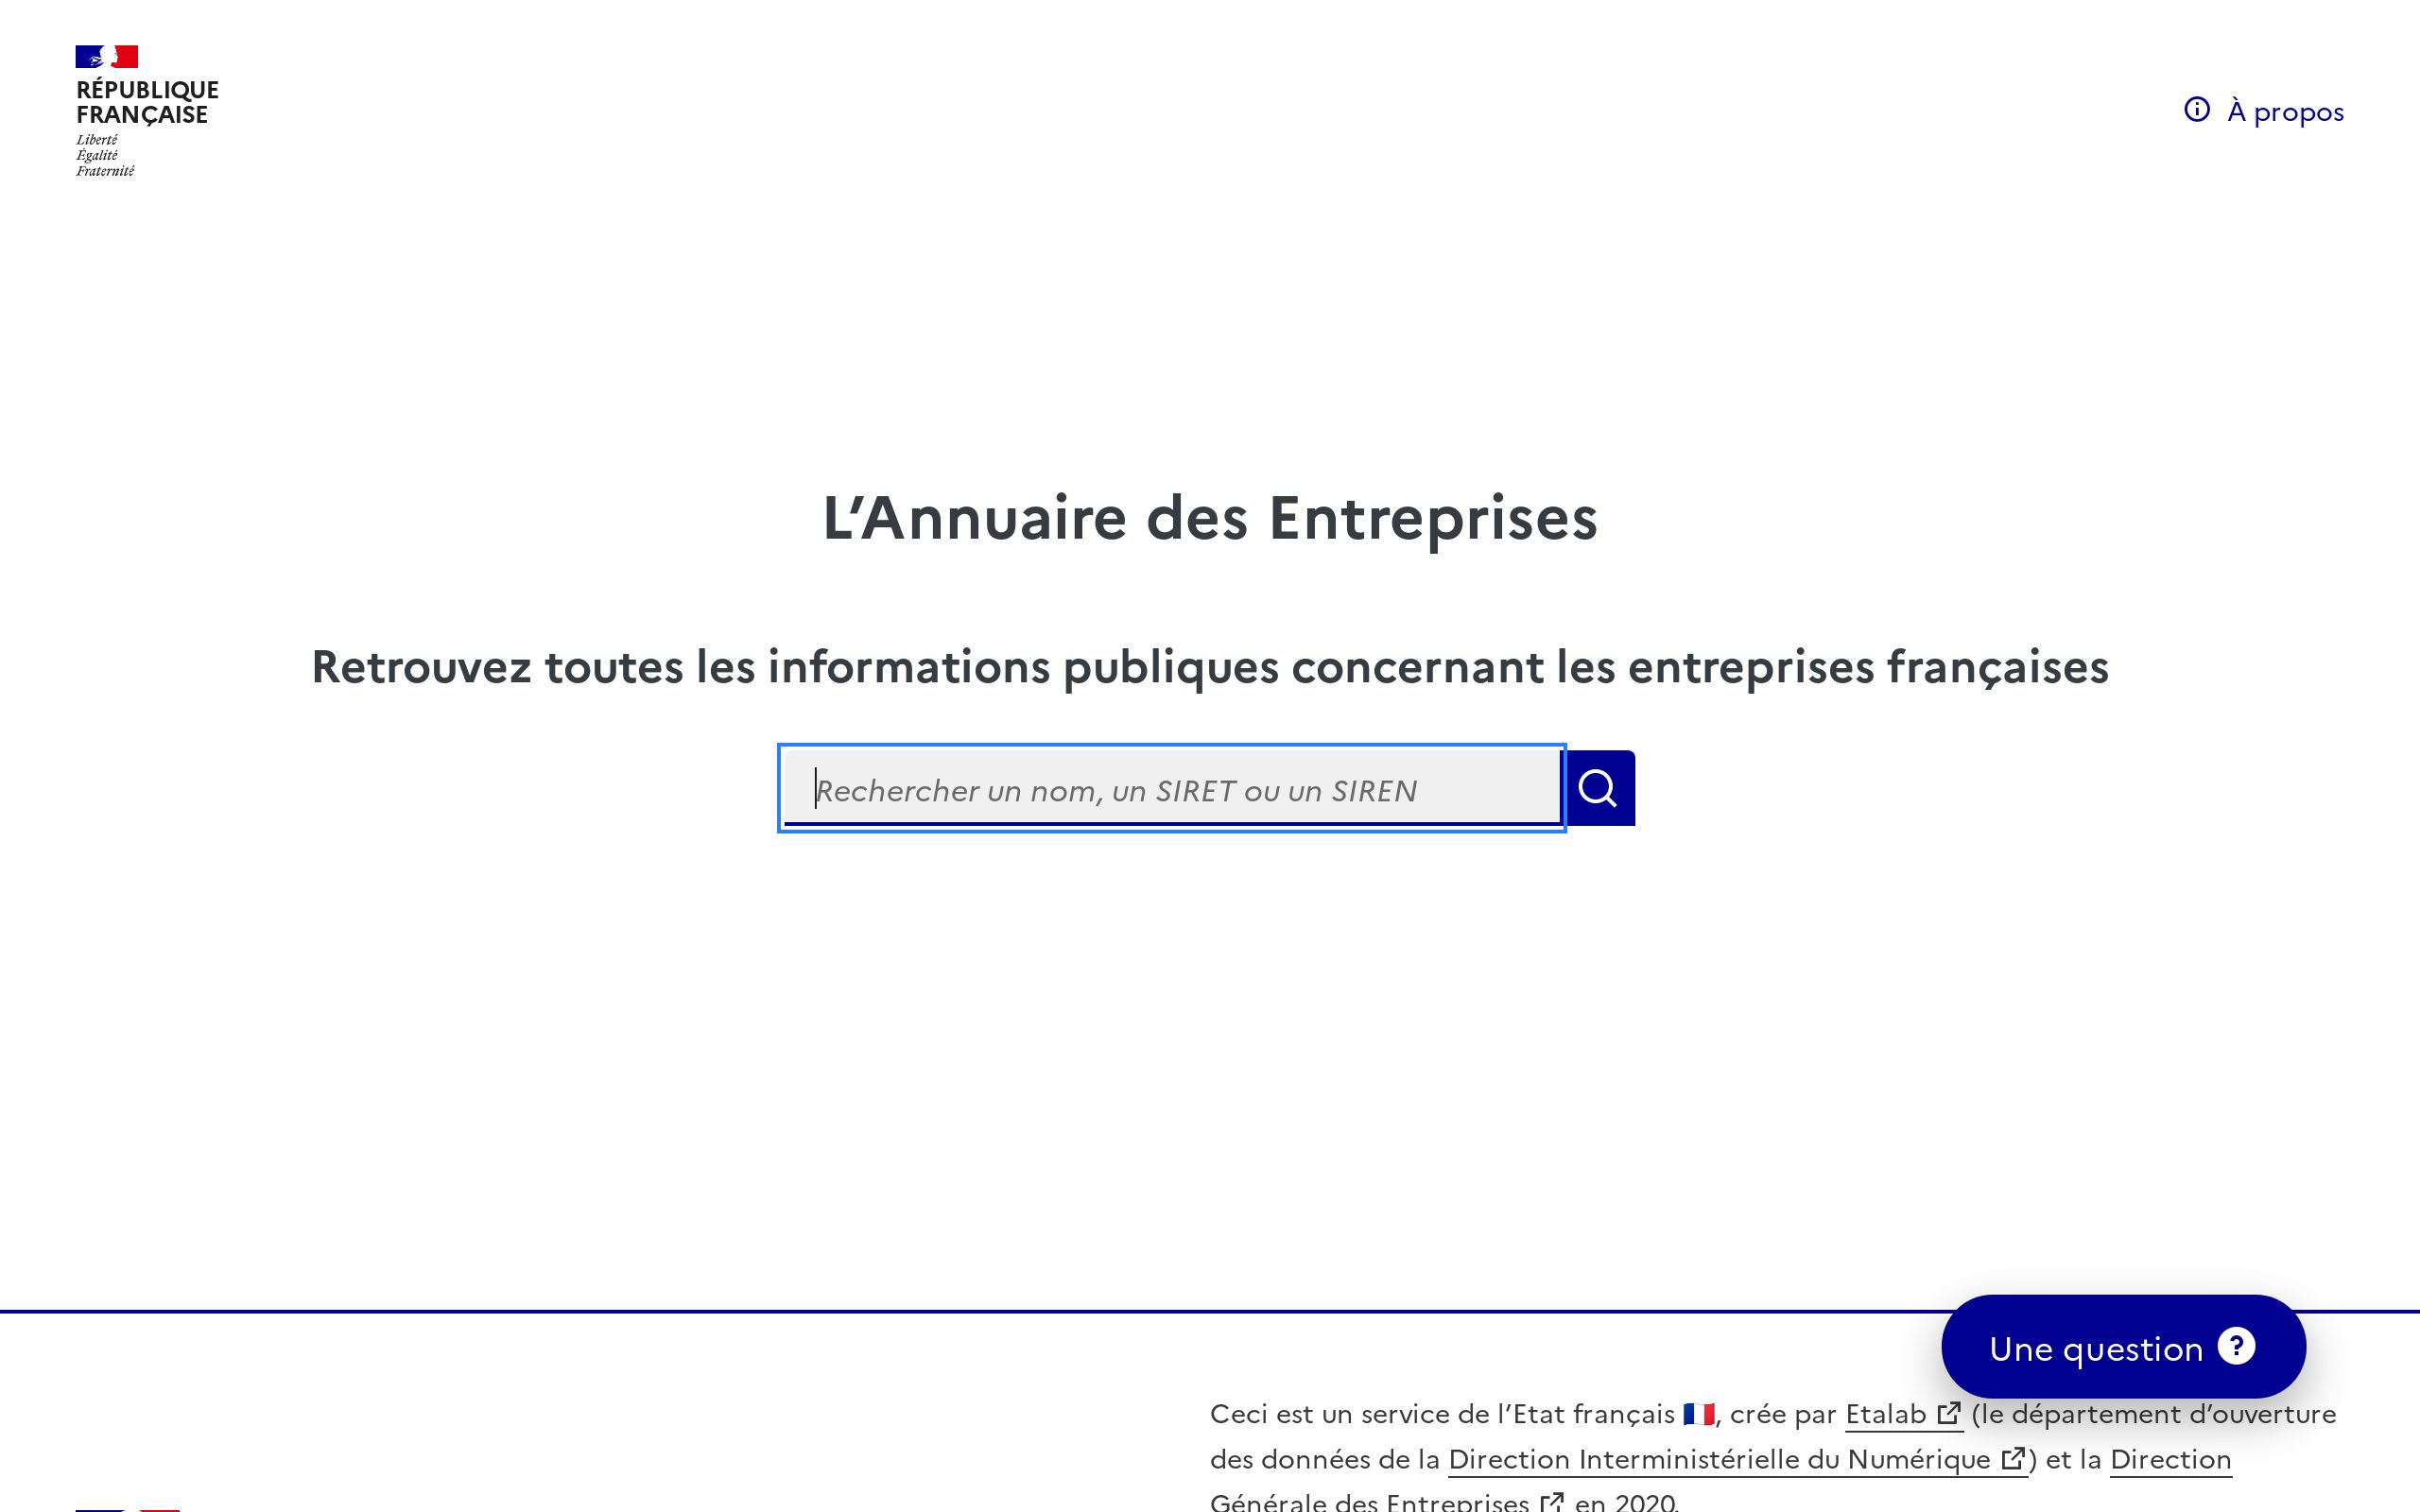 RÉPUBLIQUE
FRANÇAISE
Liberté
Égalité
Fraternité
À propos
L’Annuaire des Entreprises
Retrouvez toutes les informations publiques concernant les entreprises françaises
Rechercher un nom, un SIRET ou un SIREN
Une question ?
Ceci est un service de l’Etat français 🇫🇷, crée par Etalab (le département d’ouverture
des données de la Direction Interministérielle du Numérique) et la Direction
Générale des Entreprises en 2020.